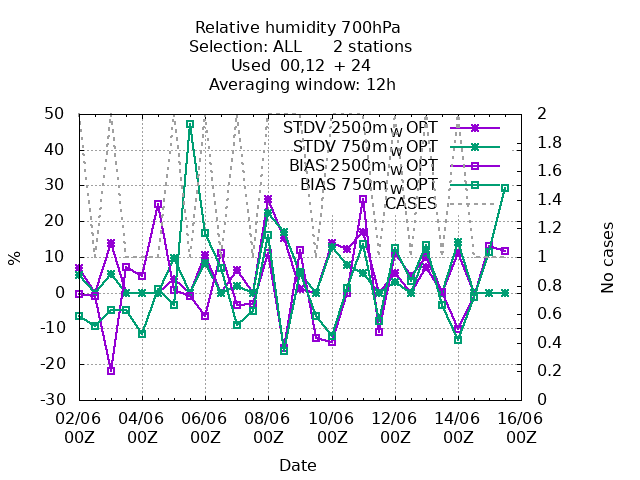 Relative humidity 700hPa
Selection: ALL 2 stations
Used 00,12 + 24
Averaging window: 12h
STDV 2500m_W OPT
STDV 750m_W OPT
BIAS 2500m_W OPT
BIAS 750m_W OPT
CASES
50
40
30
20
10
0
-10
-20
-30
%
2
1.8
1.6
1.4
1.2
1
0.8
0.6
0.4
0.2
0
No cases
02/06 04/06 06/06 08/06 10/06 12/06 14/06 16/06
00Z 00Z 00Z 00Z 00Z 00Z 00Z 00Z
Date